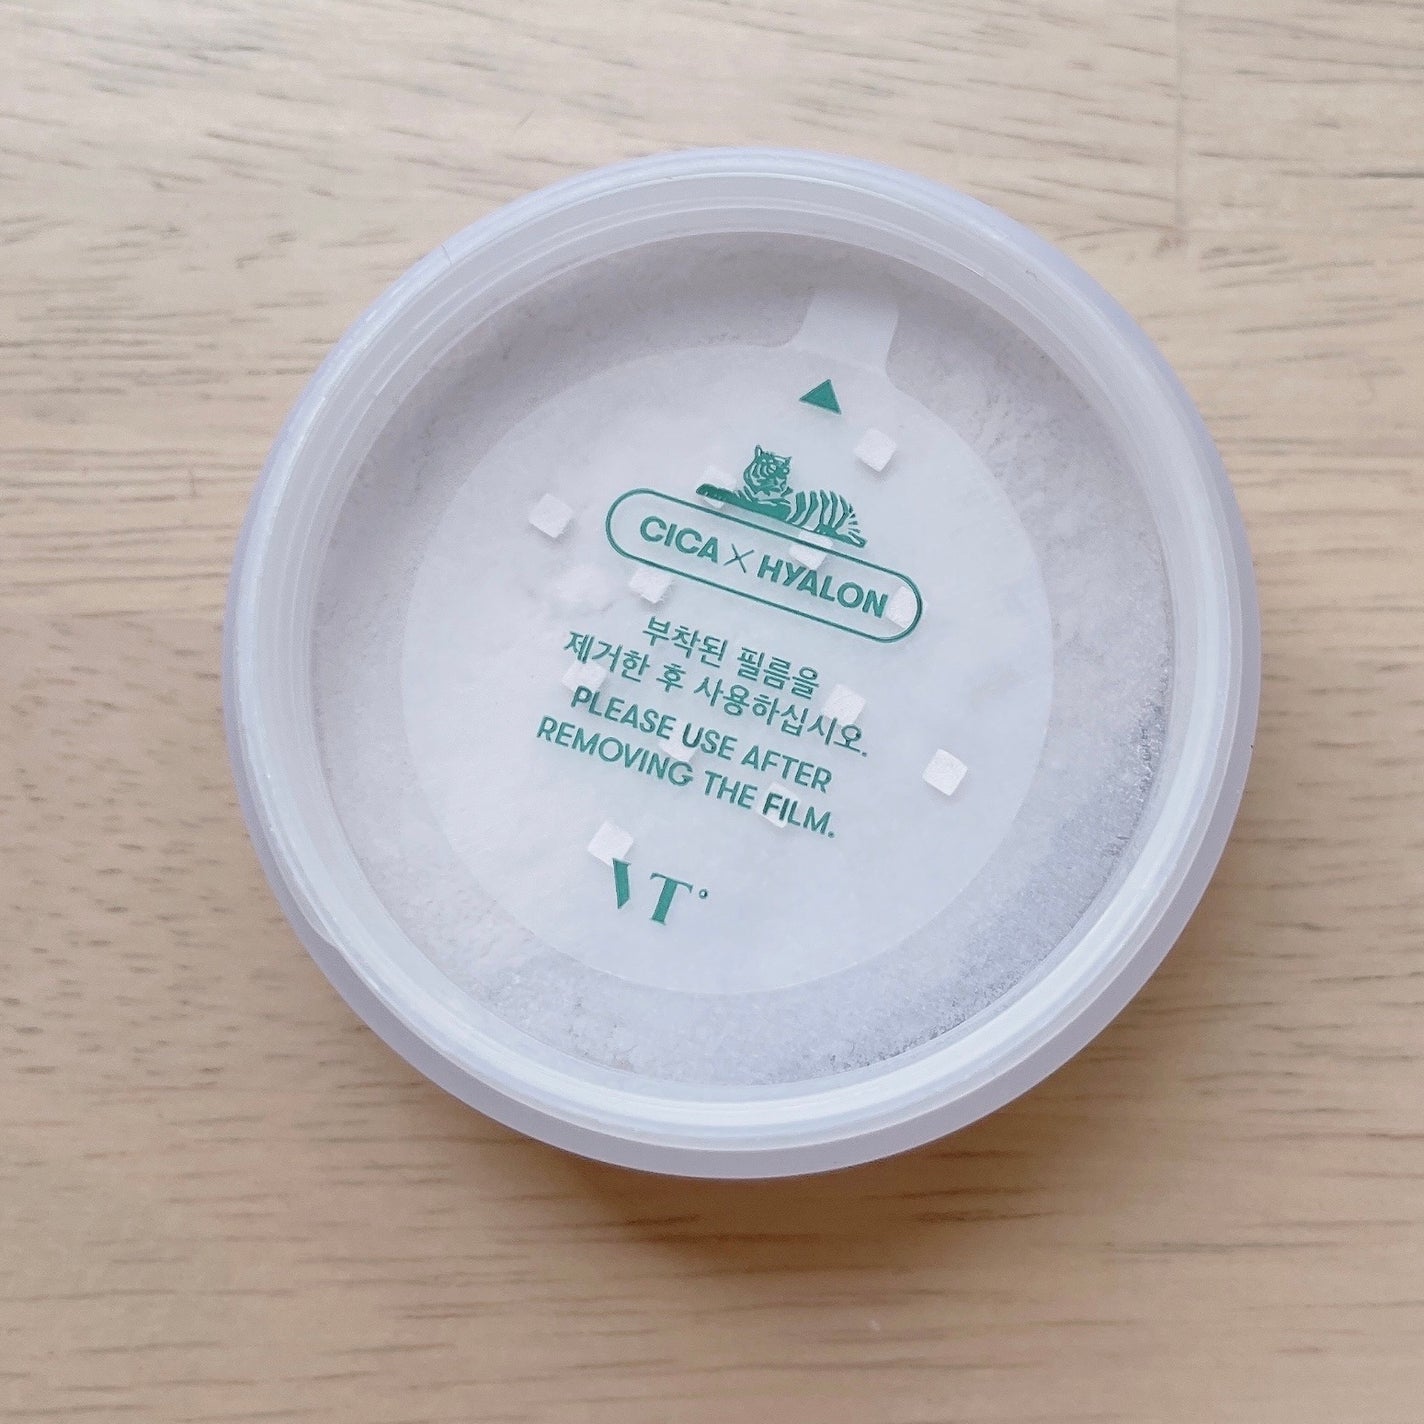 CICA X HYALON
부착된 필름을
제거한 후 사용하십시오.
PLEASE USE AFTER
REMOVING THE FILM.
VT